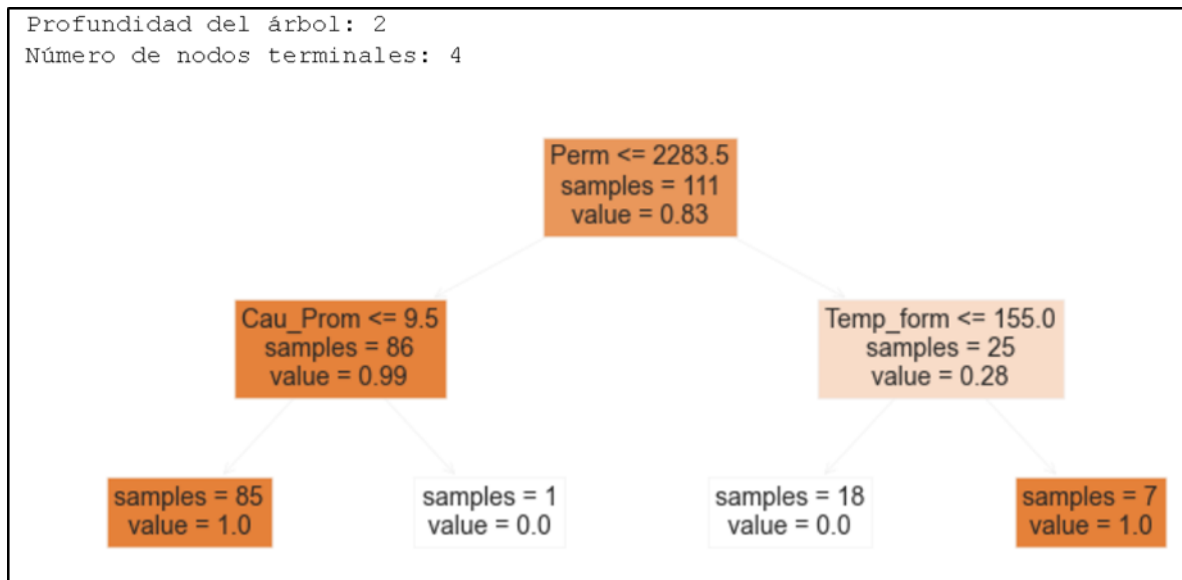 Profundidad del árbol: 2
Número de nodos terminales: 4
Perm <= 2283.5
samples = 111
value = 0.83
Cau_Prom <= 9.5
samples = 86
value = 0.99
Temp_form <= 155.0
samples = 25
value = 0.28
samples = 85
value = 1.0
samples = 1
value = 0.0
samples = 18
value = 0.0
samples = 7
value = 1.0